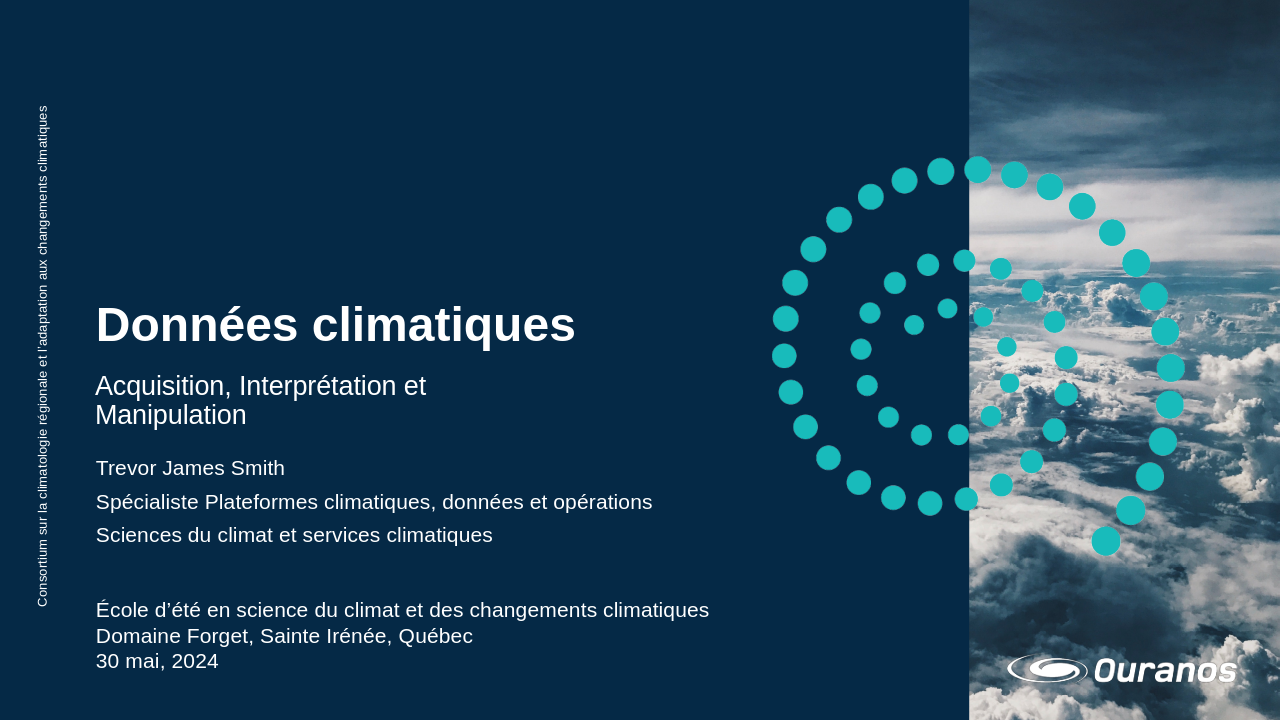 Consortium sur la climatologie régionale et l'adaptation aux changements climatiques
Données climatiques
Acquisition, Interprétation et
Manipulation
Trevor James Smith
Spécialiste Plateformes climatiques, données et opérations
Sciences du climat et services climatiques
École d’été en science du climat et des changements climatiques
Domaine Forget, Sainte Irénée, Québec
30 mai, 2024
Ouranos